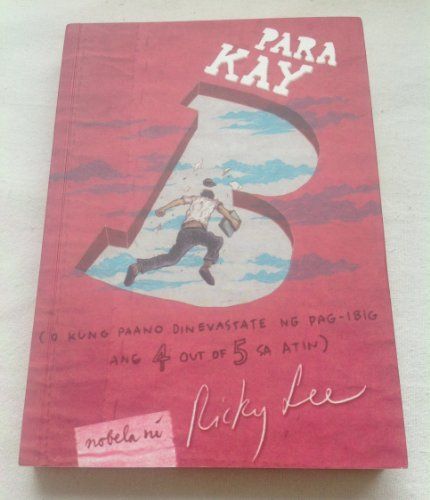 PARA
KAY
B
(O KUNG PAANO DINEVASTATE NG PAG-IBIG
ANG 4 OUT OF 5 SA ATIN)
nobela ni Ricky Lee